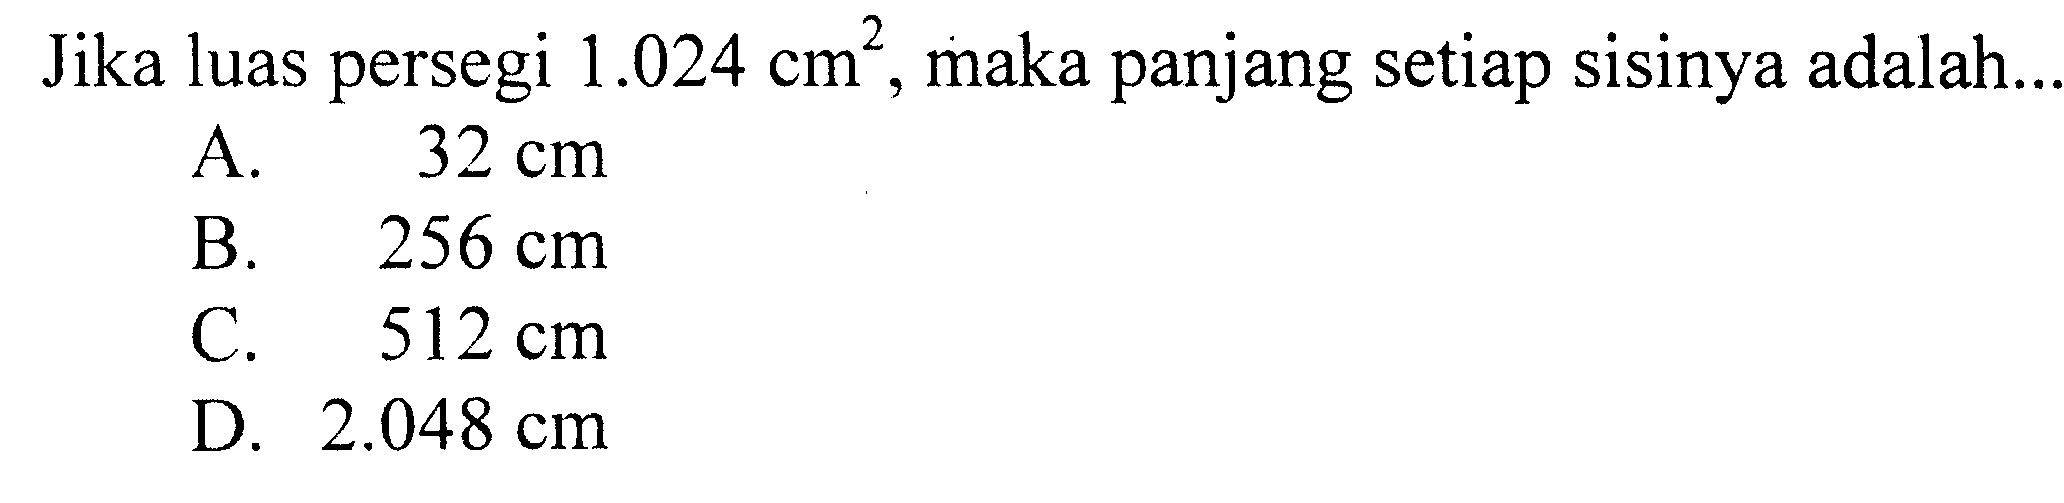 Jika luas persegi 1.024 cm², maka panjang setiap sisinya adalah...
A. 32 cm
B. 256 cm
C. 512 cm
D. 2.048 cm